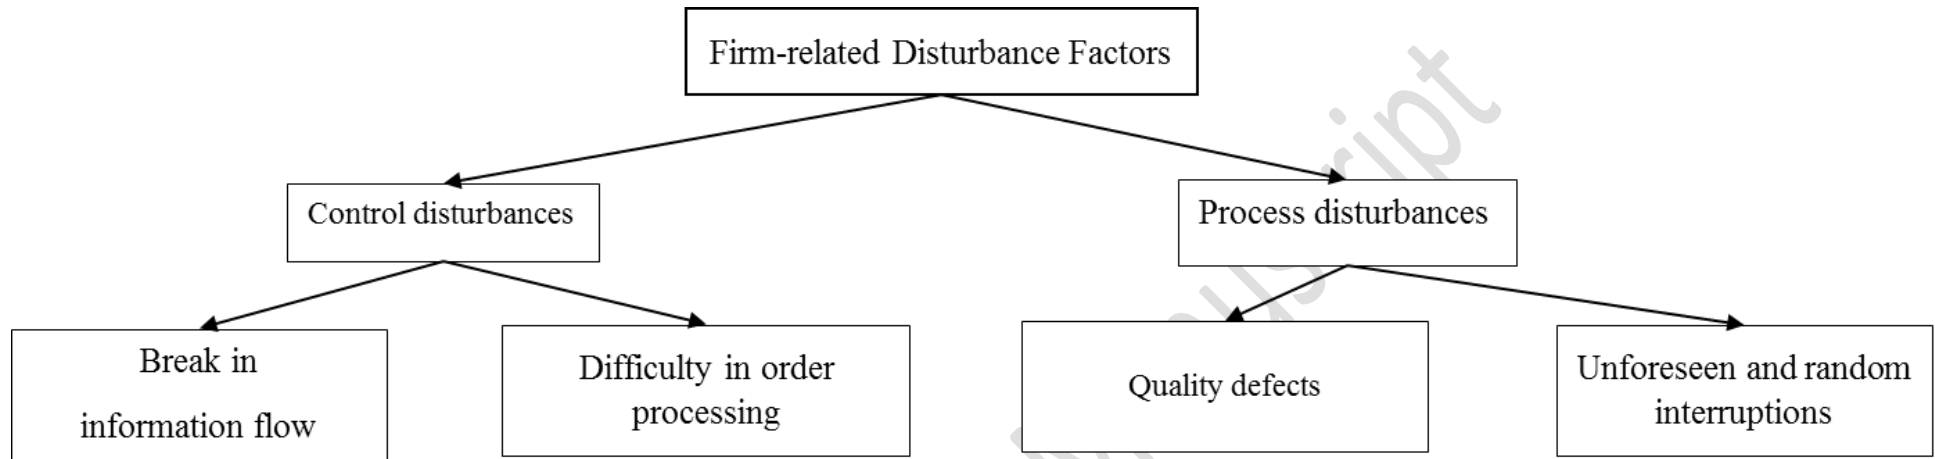 Firm-related Disturbance Factors
Control disturbances
Process disturbances
Break in
information flow
Difficulty in order
processing
Quality defects
Unforeseen and random
interruptions